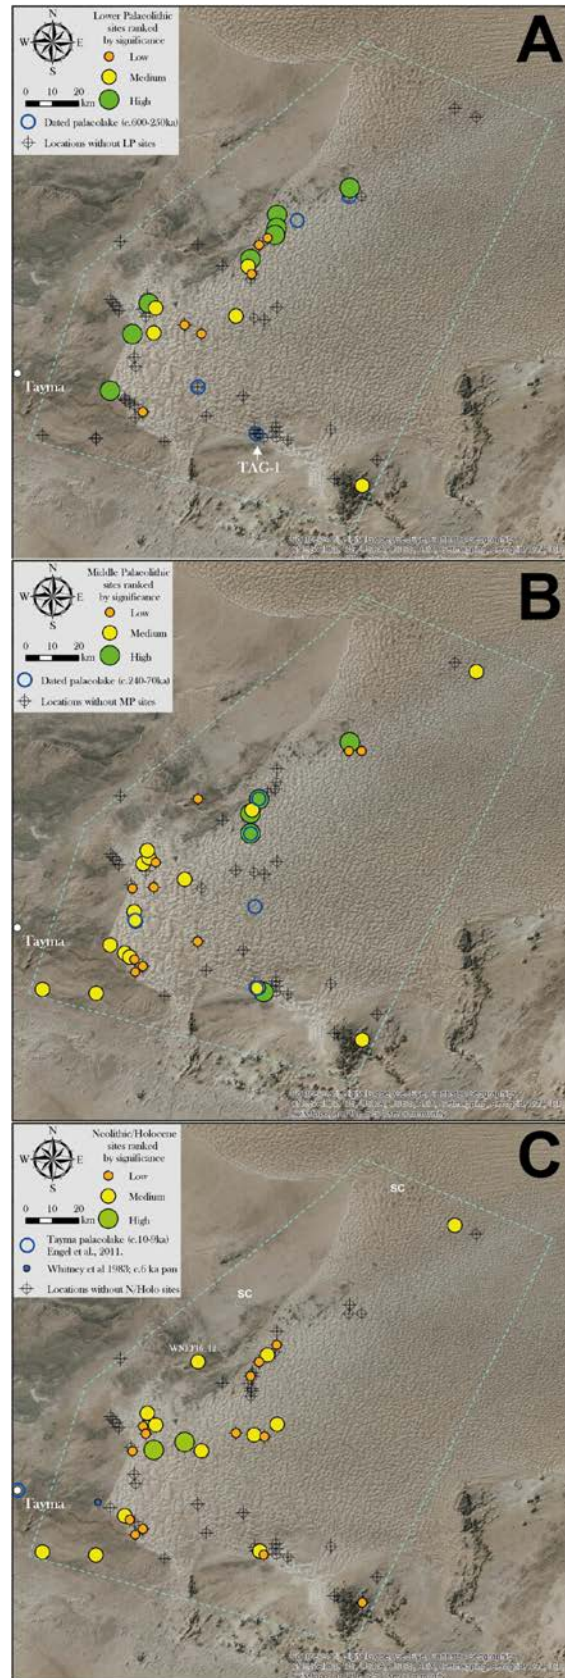 A
Lower Palaeolithic
sites ranked
by significance
N
W E
S
Low
Medium
High
0 10 20
km
Dated palaeolake (c.600-250ka)
Locations without LP sites
Tayma
TAG-1
B
Middle Palaeolithic
sites ranked
by significance
N
W E
S
Low
Medium
High
0 10 20
km
Dated palaeolake (c.240-70ka)
Locations without MP sites
Tayma
C
Neolithic/Holocene
sites ranked
by significance
N
W E
S
Low
Medium
High
0 10 20
km
Tayma palaeolake (c.10-9ka)
Engel et al., 2011.
Whitney et al 1983; c.6 ka pan
Locations without N/Holo sites
SC
SC
Tayma